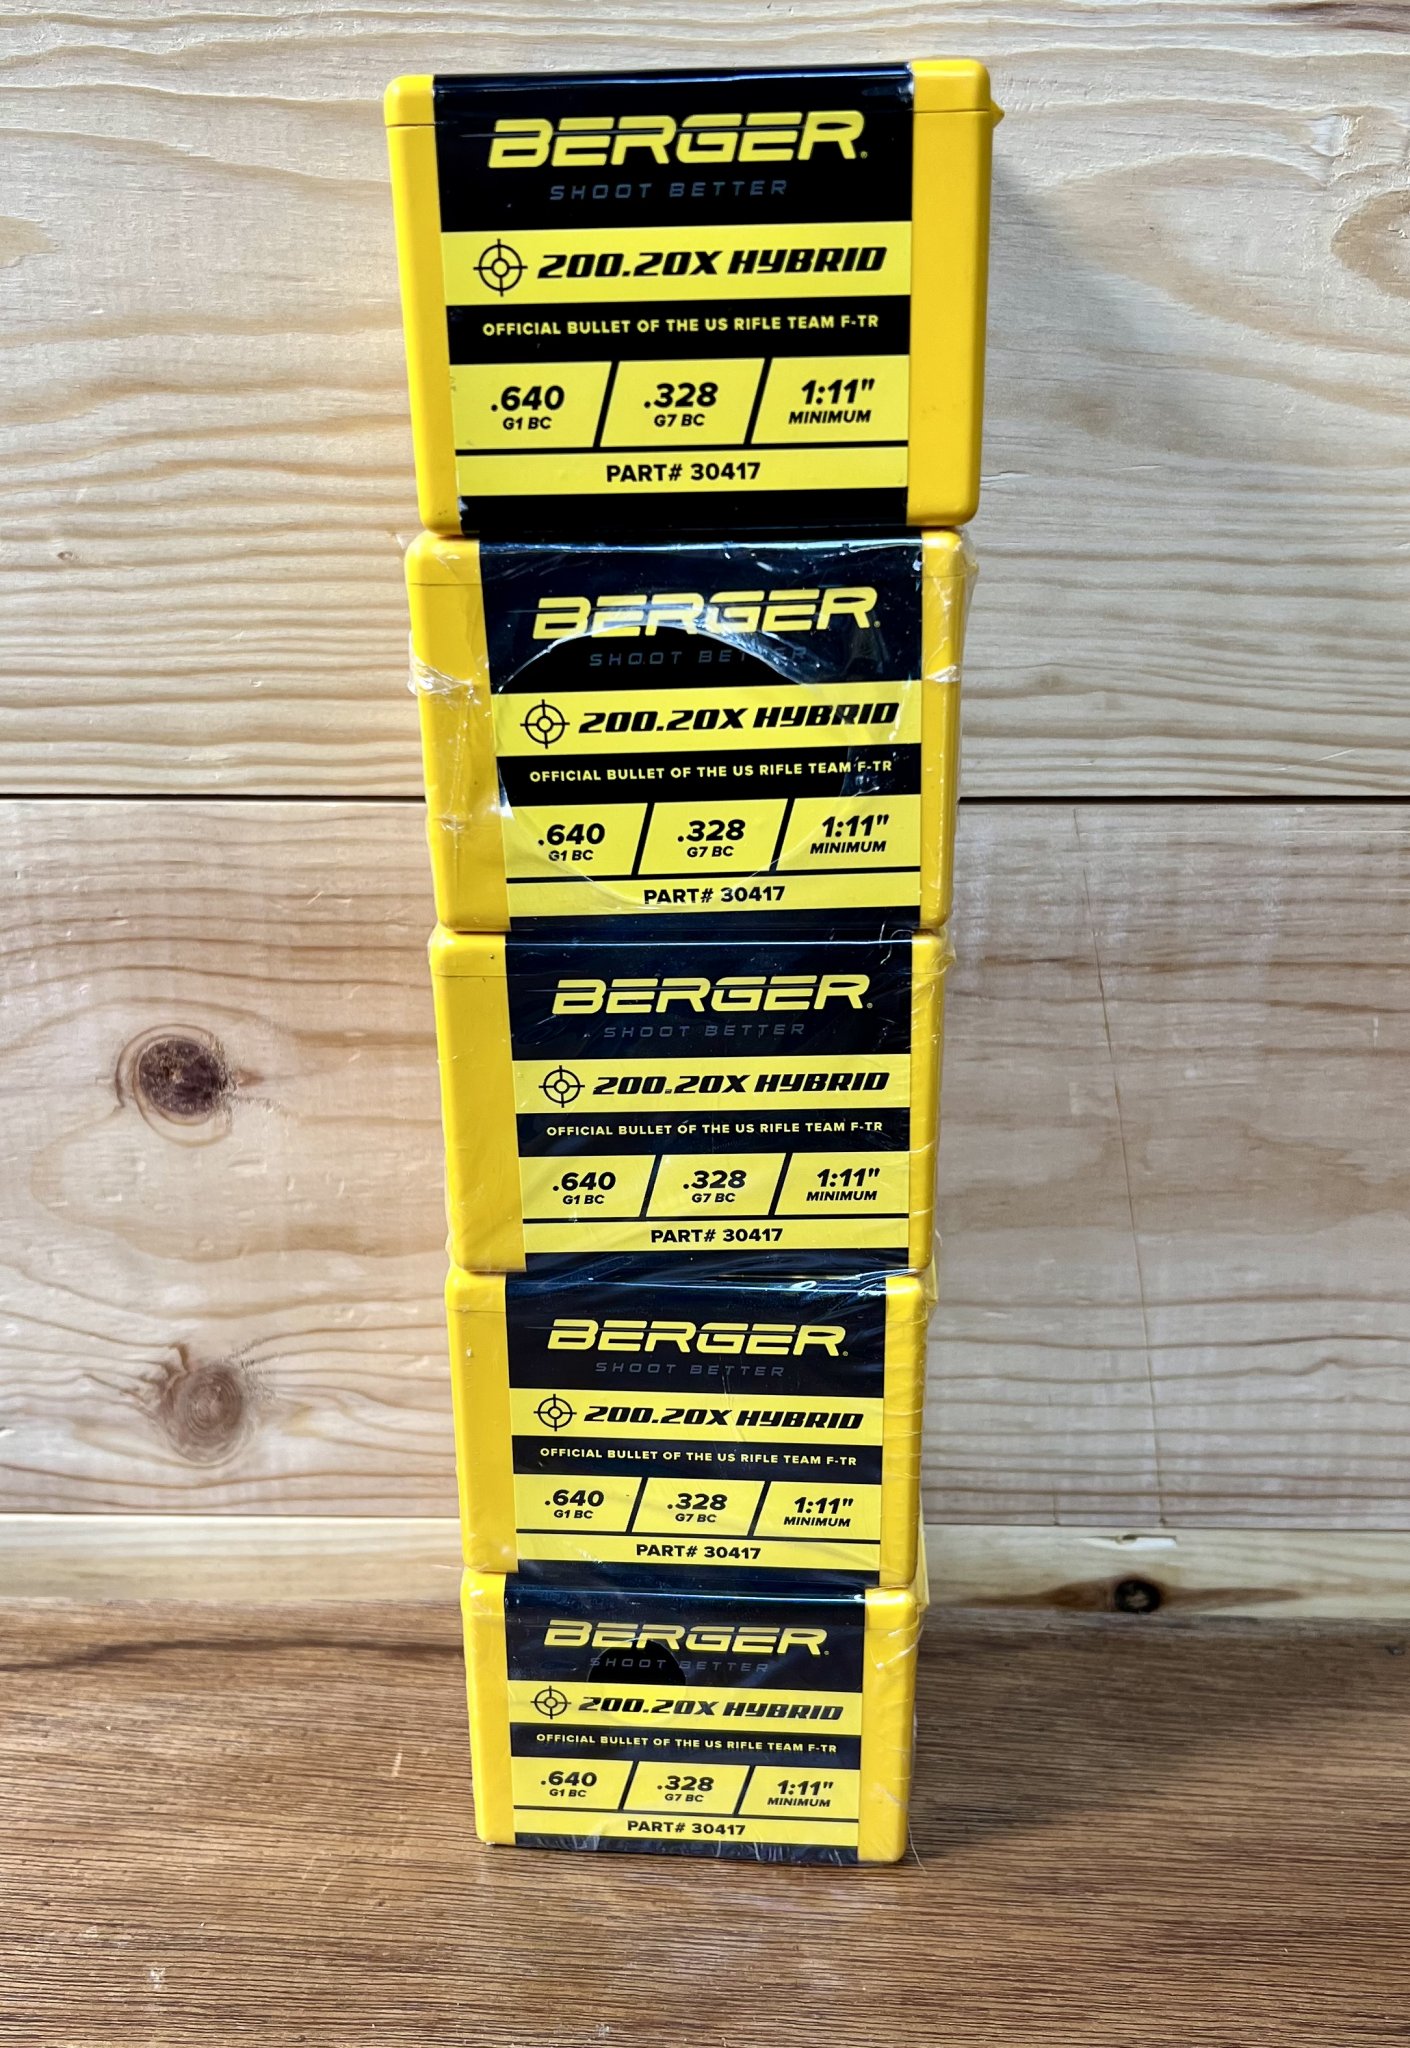 BERGER®
SHOOT BETTER
200.20X HYBRID
OFFICIAL BULLET OF THE US RIFLE TEAM F-TR
.640 .328 1:11"
G1 BC G7 BC MINIMUM
PART# 30417
BERGER®
SHOOT BETTER
200.20X HYBRID
OFFICIAL BULLET OF THE US RIFLE TEAM F-TR
.640 .328 1:11"
G1 BC G7 BC MINIMUM
PART# 30417
BERGER®
SHOOT BETTER
200.20X HYBRID
OFFICIAL BULLET OF THE US RIFLE TEAM F-TR
.640 .328 1:11"
G1 BC G7 BC MINIMUM
PART# 30417
BERGER®
SHOOT BETTER
200.20X HYBRID
OFFICIAL BULLET OF THE US RIFLE TEAM F-TR
.640 .328 1:11"
G1 BC G7 BC MINIMUM
PART# 30417
BERGER®
SHOOT BETTER
200.20X HYBRID
OFFICIAL BULLET OF THE US RIFLE TEAM F-TR
.640 .328 1:11"
G1 BC G7 BC MINIMUM
PART# 30417